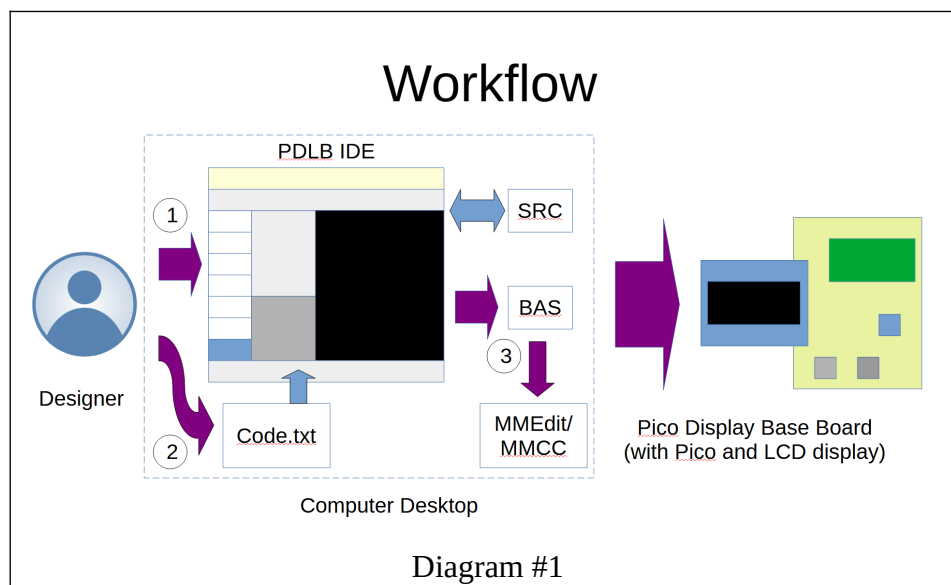 Workflow
PDLB IDE
1
SRC
BAS
3
Designer
2
Code.txt
MMEdit/
MMCC
Pico Display Base Board
(with Pico and LCD display)
Computer Desktop
Diagram #1